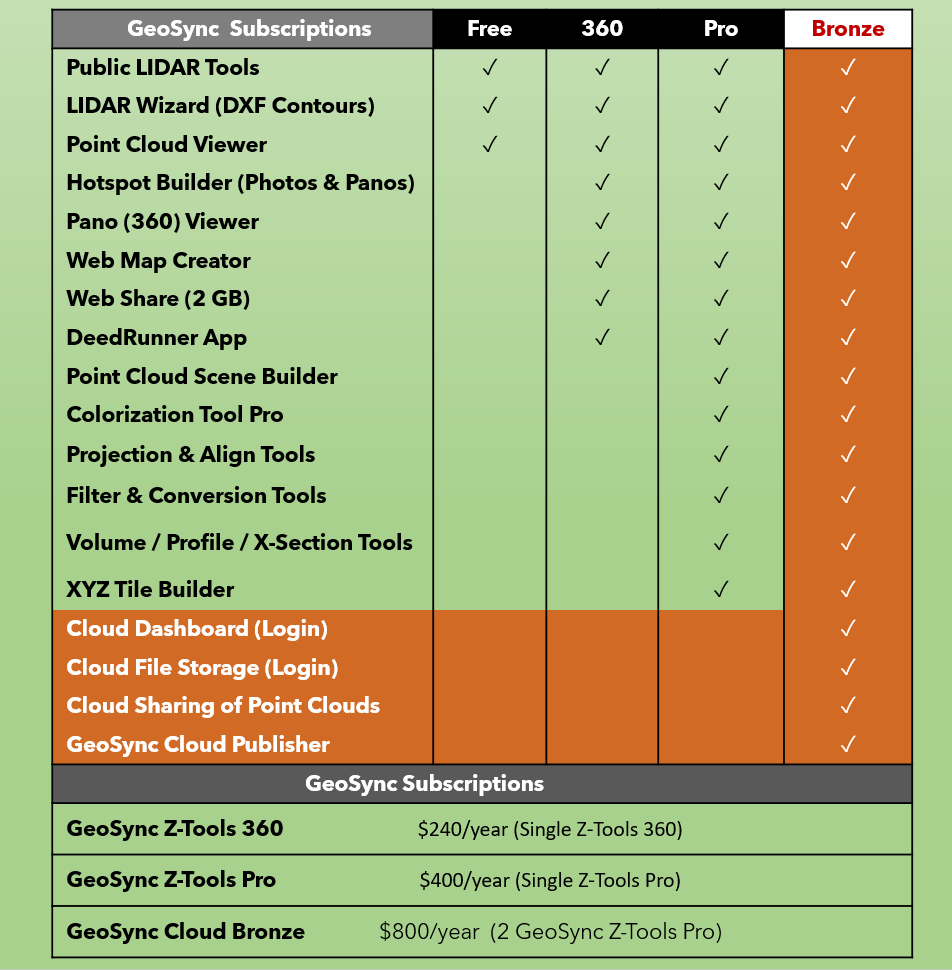 GeoSync Subscriptions Free 360 Pro Bronze
Public LIDAR Tools ✓ ✓ ✓ ✓
LIDAR Wizard (DXF Contours) ✓ ✓ ✓ ✓
Point Cloud Viewer ✓ ✓ ✓ ✓
Hotspot Builder (Photos & Panos) ✓ ✓ ✓
Pano (360) Viewer ✓ ✓ ✓
Web Map Creator ✓ ✓ ✓
Web Share (2 GB) ✓ ✓ ✓
DeedRunner App ✓ ✓ ✓
Point Cloud Scene Builder ✓ ✓
Colorization Tool Pro ✓ ✓
Projection & Align Tools ✓ ✓
Filter & Conversion Tools ✓ ✓
Volume / Profile / X-Section Tools ✓ ✓
XYZ Tile Builder ✓ ✓
Cloud Dashboard (Login) ✓
Cloud File Storage (Login) ✓
Cloud Sharing of Point Clouds ✓
GeoSync Cloud Publisher ✓
GeoSync Subscriptions
GeoSync Z-Tools 360 $240/year (Single Z-Tools 360)
GeoSync Z-Tools Pro $400/year (Single Z-Tools Pro)
GeoSync Cloud Bronze $800/year (2 GeoSync Z-Tools Pro)